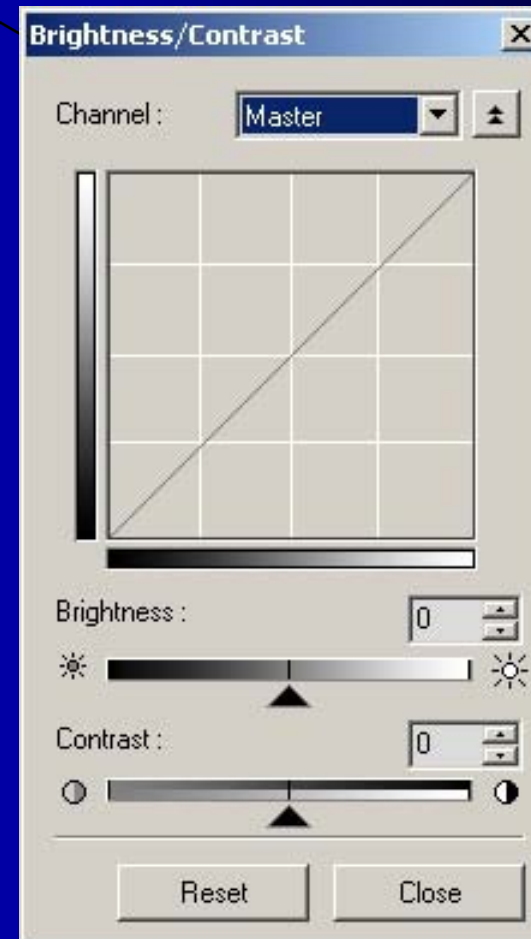 Brightness/Contrast
Channel : Master
Brightness : 0
Contrast : 0
Reset Close